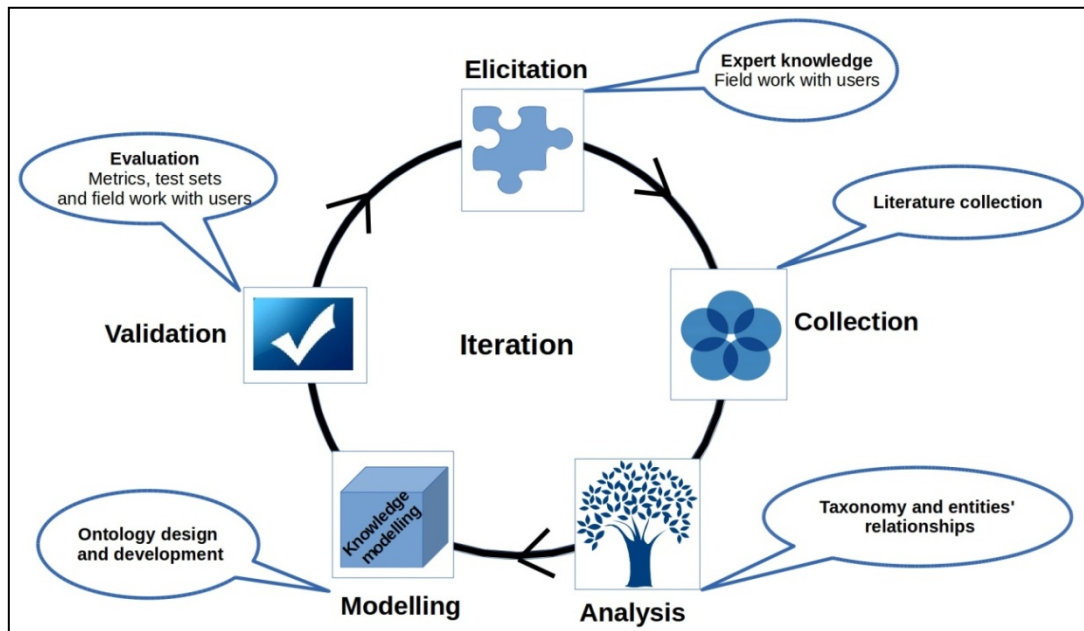 Elicitation
Expert knowledge
Field work with users
Evaluation
Metrics, test sets
and field work with users
Literature collection
Validation
Iteration
Collection
Knowledge
modelling
Ontology design
and development
Taxonomy and entities'
relationships
Modelling
Analysis